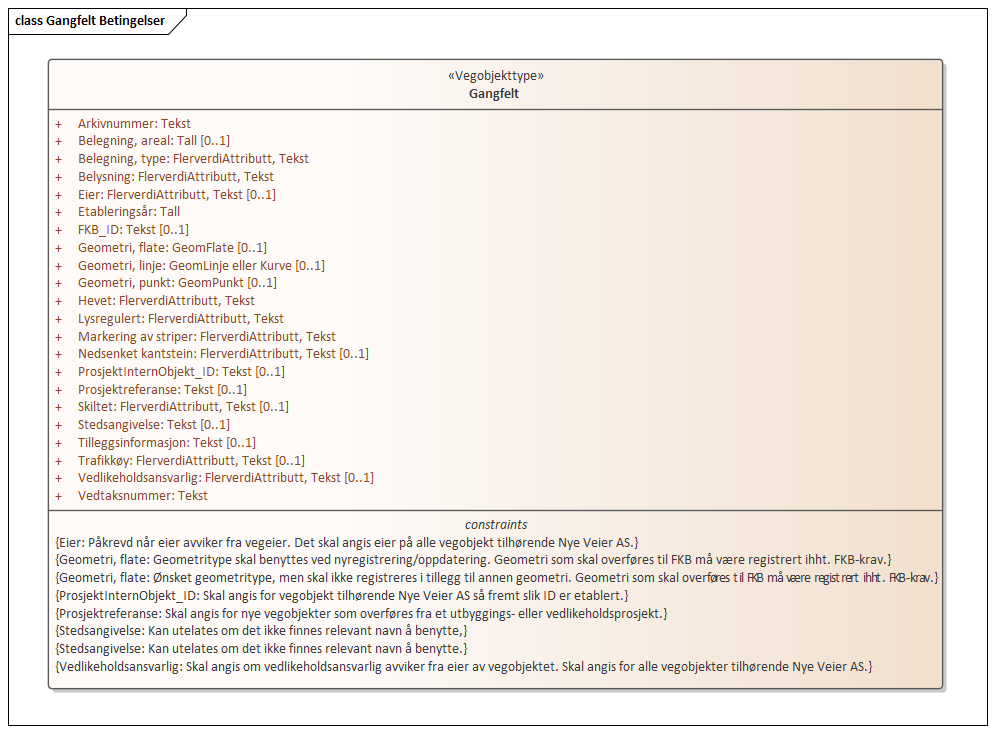 class Gangfelt Betingelser
«Vegobjekttype»
Gangfelt
+ Arkivnummer: Tekst
+ Belegning, areal: Tall [0..1]
+ Belegning, type: FlerverdiAttributt, Tekst
+ Belysning: FlerverdiAttributt, Tekst
+ Eier: FlerverdiAttributt, Tekst [0..1]
+ Etableringsår: Tall
+ FKB_ID: Tekst [0..1]
+ Geometri, flate: GeomFlate [0..1]
+ Geometri, linje: GeomLinje eller Kurve [0..1]
+ Geometri, punkt: GeomPunkt [0..1]
+ Hevet: FlerverdiAttributt, Tekst
+ Lysregulert: FlerverdiAttributt, Tekst
+ Markering av striper: FlerverdiAttributt, Tekst
+ Nedsenket kantstein: FlerverdiAttributt, Tekst [0..1]
+ ProsjektInternObjekt_ID: Tekst [0..1]
+ Prosjektreferanse: Tekst [0..1]
+ Skiltet: FlerverdiAttributt, Tekst [0..1]
+ Stedsangivelse: Tekst [0..1]
+ Tilleggsinformasjon: Tekst [0..1]
+ Trafikkøy: FlerverdiAttributt, Tekst [0..1]
+ Vedlikeholdsansvarlig: FlerverdiAttributt, Tekst [0..1]
+ Vedtaksnummer: Tekst
constraints
{Eier: Påkrevd når eier avviker fra vegeier. Det skal angis eier på alle vegobjekt tilhørende Nye Veier AS.}
{Geometri, flate: Geometritype skal benyttes ved nyregistrering/oppdatering. Geometri som skal overføres til FKB må være registrert ihht. FKB-krav.}
{Geometri, flate: Ønsket geometritype, men skal ikke registreres i tillegg til annen geometri. Geometri som skal overføres til FKB må være registrert ihht. FKB-krav.}
{ProsjektInternObjekt_ID: Skal angis for vegobjekt tilhørende Nye Veier AS så fremt slik ID er etablert.}
{Prosjektreferanse: Skal angis for nye vegobjekter som overføres fra et utbyggings- eller vedlikeholdsprosjekt.}
{Stedsangivelse: Kan utelates om det ikke finnes relevant navn å benytte,}
{Stedsangivelse: Kan utelates om det ikke finnes relevant navn å benytte.}
{Vedlikeholdsansvarlig: Skal angis om vedlikeholdsansvarlig avviker fra eier av vegobjektet. Skal angis for alle vegobjekter tilhørende Nye Veier AS.}